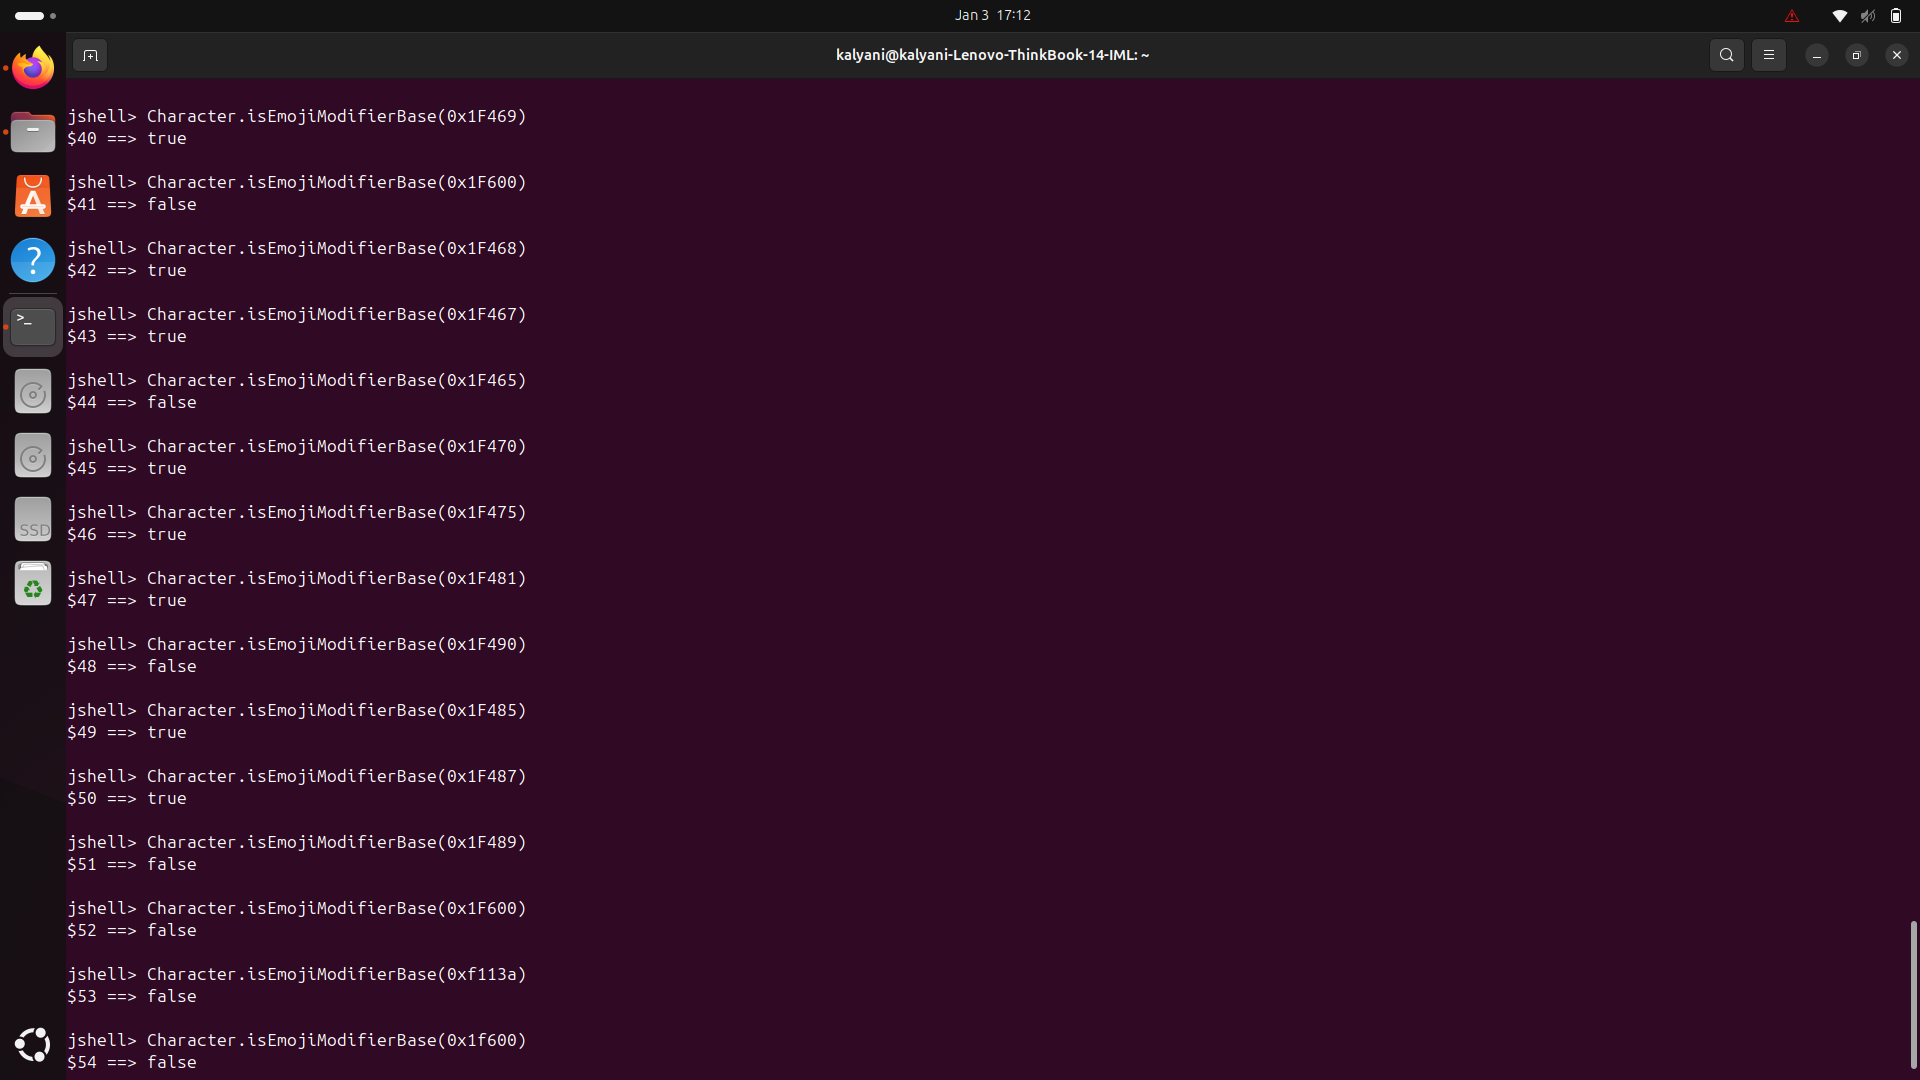 Jan 3 17:12
kalyani@kalyani-Lenovo-ThinkBook-14-IML: ~
jshell> Character.isEmojiModifierBase(0x1F469)
$40 ==> true
jshell> Character.isEmojiModifierBase(0x1F600)
$41 ==> false
jshell> Character.isEmojiModifierBase(0x1F468)
$42 ==> true
jshell> Character.isEmojiModifierBase(0x1F467)
$43 ==> true
jshell> Character.isEmojiModifierBase(0x1F465)
$44 ==> false
jshell> Character.isEmojiModifierBase(0x1F470)
$45 ==> true
jshell> Character.isEmojiModifierBase(0x1F475)
$46 ==> true
jshell> Character.isEmojiModifierBase(0x1F481)
$47 ==> true
jshell> Character.isEmojiModifierBase(0x1F490)
$48 ==> false
jshell> Character.isEmojiModifierBase(0x1F485)
$49 ==> true
jshell> Character.isEmojiModifierBase(0x1F487)
$50 ==> true
jshell> Character.isEmojiModifierBase(0x1F489)
$51 ==> false
jshell> Character.isEmojiModifierBase(0x1F600)
$52 ==> false
jshell> Character.isEmojiModifierBase(0xf113a)
$53 ==> false
jshell> Character.isEmojiModifierBase(0x1f600)
$54 ==> false
SSD